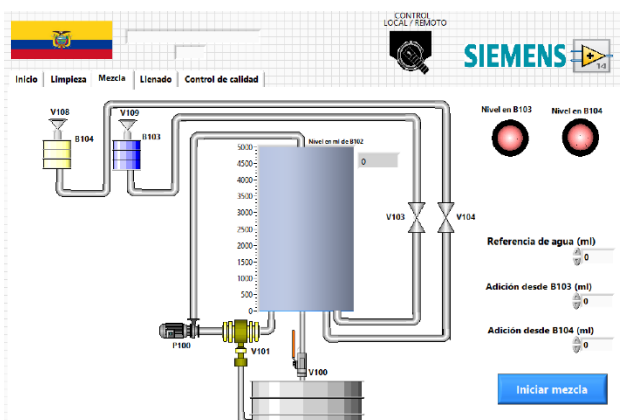 CONTROL
LOCAL / REMOTO
SIEMENS
Inicio Limpieza Mezcla Llenado Control de calidad
V108
V109
B104
B103
Nivel en ml de B102
0
5000
4500
4000
3500
3000
2500
2000
1500
1000
500
0
V103
V104
P100
V101
V100
Nivel en B103
Nivel en B104
Referencia de agua (ml)
0
Adición desde B103 (ml)
0
Adición desde B104 (ml)
0
Iniciar mezcla